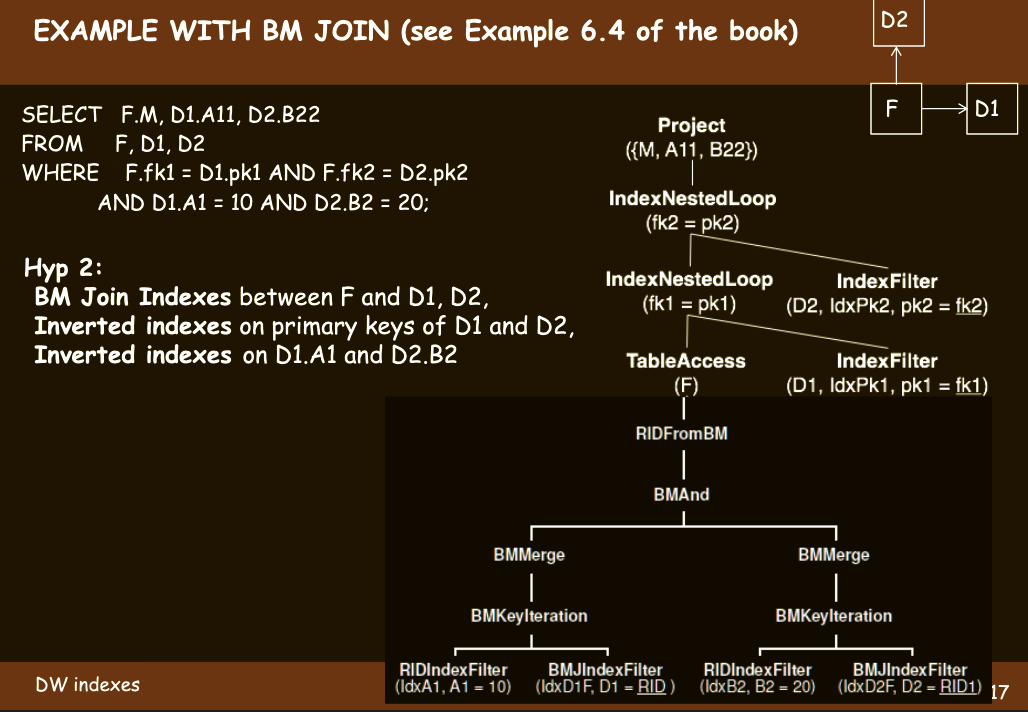 EXAMPLE WITH BM JOIN (see Example 6.4 of the book)
D2
F
D1
SELECT F.M, D1.A11, D2.B22
FROM F, D1, D2
WHERE F.fk1 = D1.pk1 AND F.fk2 = D2.pk2
AND D1.A1 = 10 AND D2.B2 = 20;
Hyp 2:
BM Join Indexes between F and D1, D2,
Inverted indexes on primary keys of D1 and D2,
Inverted indexes on D1.A1 and D2.B2
Project
({M, A11, B22})
IndexNestedLoop
(fk2 = pk2)
IndexNestedLoop
(fk1 = pk1)
IndexFilter
(D2, IdxPk2, pk2 = fk2)
TableAccess
(F)
IndexFilter
(D1, IdxPk1, pk1 = fk1)
RIDFromBM
BMAnd
BMMerge
BMMerge
BMKeyIteration
BMKeyIteration
RIDIndexFilter
(IdxA1, A1 = 10)
BMJIndexFilter
(IdxD1F, D1 = RID )
RIDIndexFilter
(IdxB2, B2 = 20)
BMJIndexFilter
(IdxD2F, D2 = RID1)
DW indexes
17